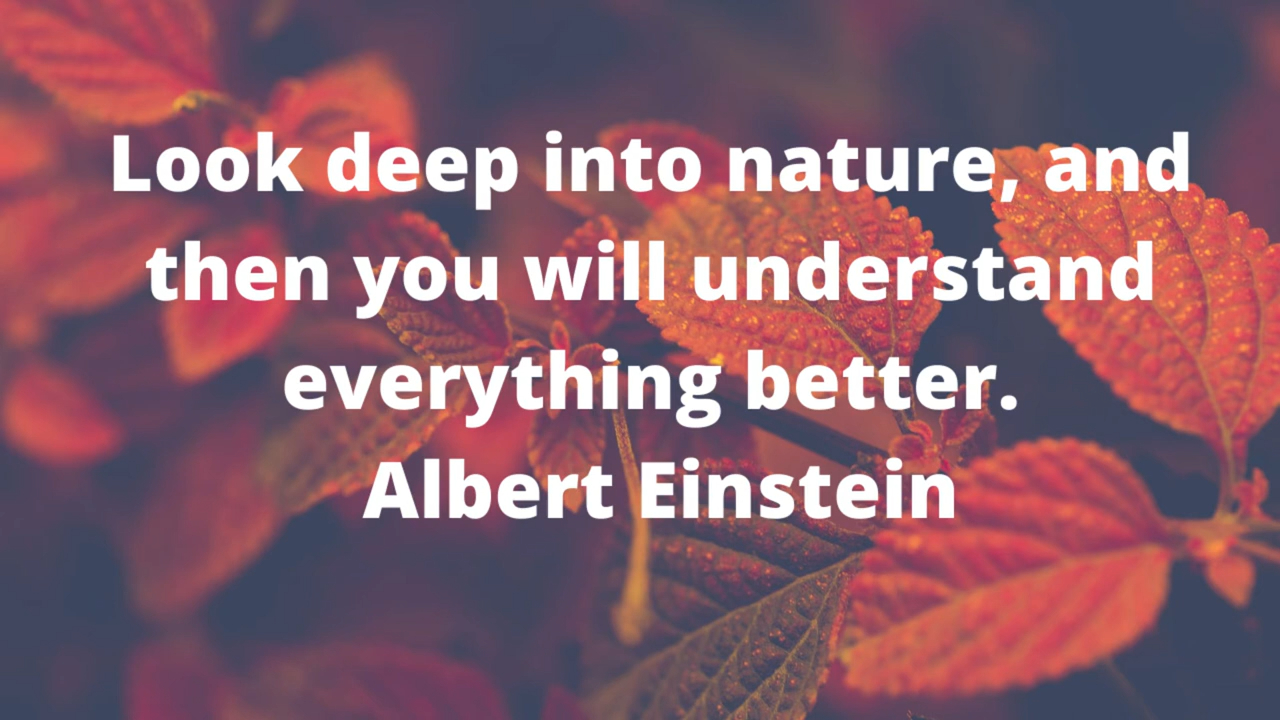 Look deep into nature, and
then you will understand
everything better.
Albert Einstein